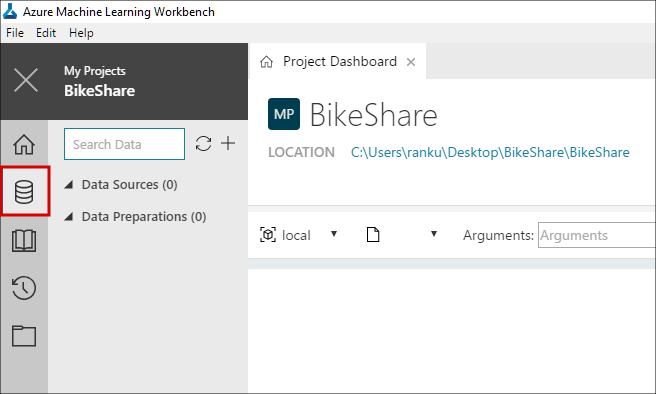 Azure Machine Learning Workbench
File Edit Help
My Projects
BikeShare
Project Dashboard
MP BikeShare
LOCATION C:\Users\ranku\Desktop\BikeShare\BikeShare
Search Data
Data Sources (0)
Data Preparations (0)
local Arguments: Arguments